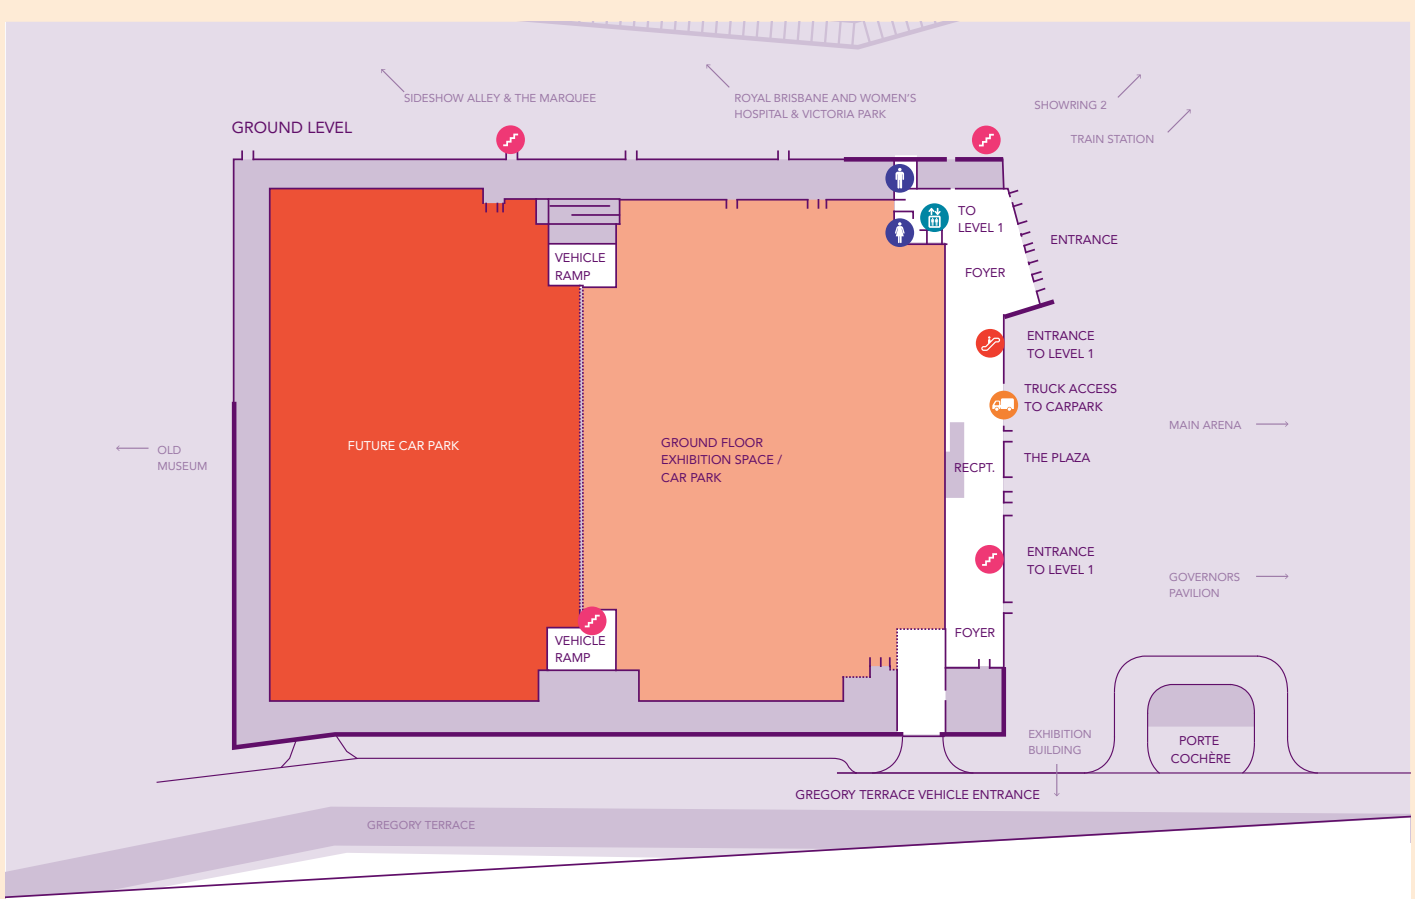 SIDESHOW ALLEY & THE MARQUEE
ROYAL BRISBANE AND WOMEN'S
HOSPITAL & VICTORIA PARK
SHOWRING 2
TRAIN STATION
GROUND LEVEL
TO
LEVEL 1
ENTRANCE
VEHICLE
RAMP
FOYER
ENTRANCE
TO LEVEL 1
TRUCK ACCESS
TO CARPARK
MAIN ARENA
FUTURE CAR PARK
GROUND FLOOR
EXHIBITION SPACE /
CAR PARK
OLD
MUSEUM
RECPT.
THE PLAZA
ENTRANCE
TO LEVEL 1
GOVERNORS
PAVILION
VEHICLE
RAMP
FOYER
EXHIBITION
BUILDING
PORTE
COCHÈRE
GREGORY TERRACE VEHICLE ENTRANCE
GREGORY TERRACE